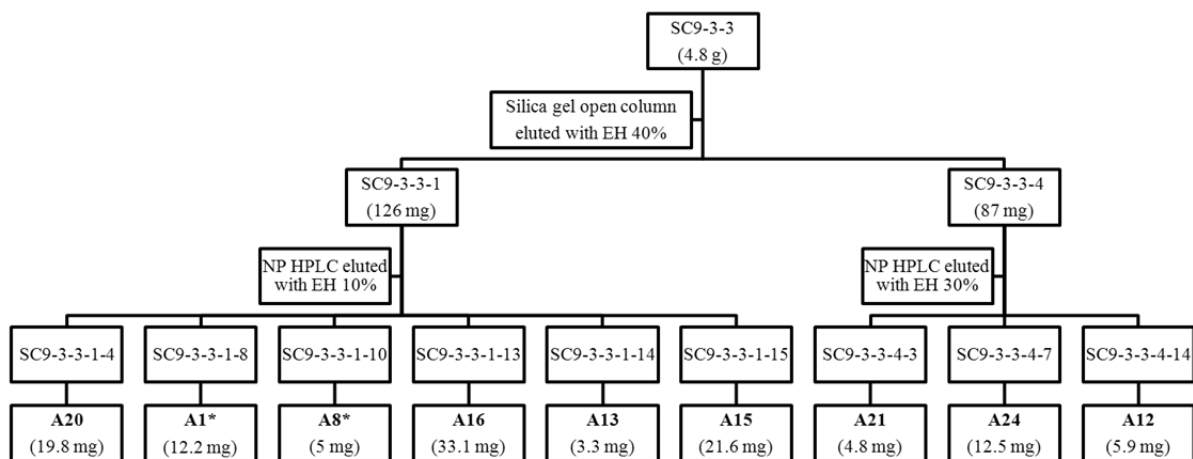 SC9-3-3
(4.8 g)
Silica gel open column
eluted with EH 40%
SC9-3-3-1
(126 mg)
SC9-3-3-4
(87 mg)
NP HPLC eluted
with EH 10%
NP HPLC eluted
with EH 30%
SC9-3-3-1-4
SC9-3-3-1-8
SC9-3-3-1-10
SC9-3-3-1-13
SC9-3-3-1-14
SC9-3-3-1-15
SC9-3-3-4-3
SC9-3-3-4-7
SC9-3-3-4-14
A20
(19.8 mg)
A1*
(12.2 mg)
A8*
(5 mg)
A16
(33.1 mg)
A13
(3.3 mg)
A15
(21.6 mg)
A21
(4.8 mg)
A24
(12.5 mg)
A12
(5.9 mg)